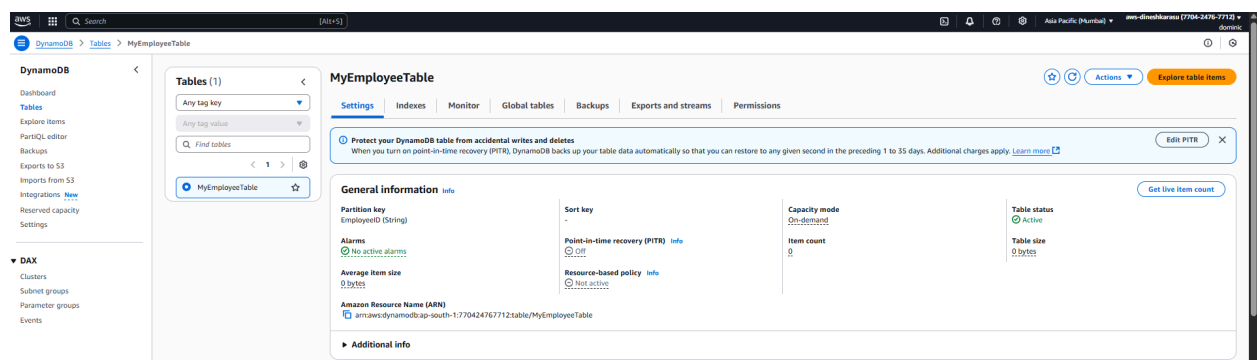 aws
Search
[Alt+S]
Asia Pacific (Mumbai) ▼
aws-dineshkarasu (7704-2476-7712) ▼
dominic
DynamoDB > Tables > MyEmployeeTable
DynamoDB
Dashboard
Tables
Explore items
PartiQL editor
Backups
Exports to S3
Imports from S3
Integrations New
Reserved capacity
Settings
▼ DAX
Clusters
Subnet groups
Parameter groups
Events
Tables (1)
Any tag key
Any tag value
Find tables
< 1 >
MyEmployeeTable
MyEmployeeTable
Actions ▼
Explore table items
Settings
Indexes
Monitor
Global tables
Backups
Exports and streams
Permissions
Protect your DynamoDB table from accidental writes and deletes
When you turn on point-in-time recovery (PITR), DynamoDB backs up your table data automatically so that you can restore to any given second in the preceding 1 to 35 days. Additional charges apply. Learn more
Edit PITR
General information Info
Get live item count
Partition key
EmployeeID (String)
Sort key
-
Capacity mode
On-demand
Table status
Active
Alarms
No active alarms
Point-in-time recovery (PITR) Info
Off
Item count
0
Table size
0 bytes
Average item size
0 bytes
Resource-based policy Info
Not active
Amazon Resource Name (ARN)
arn:aws:dynamodb:ap-south-1:770424767712:table/MyEmployeeTable
▶ Additional info